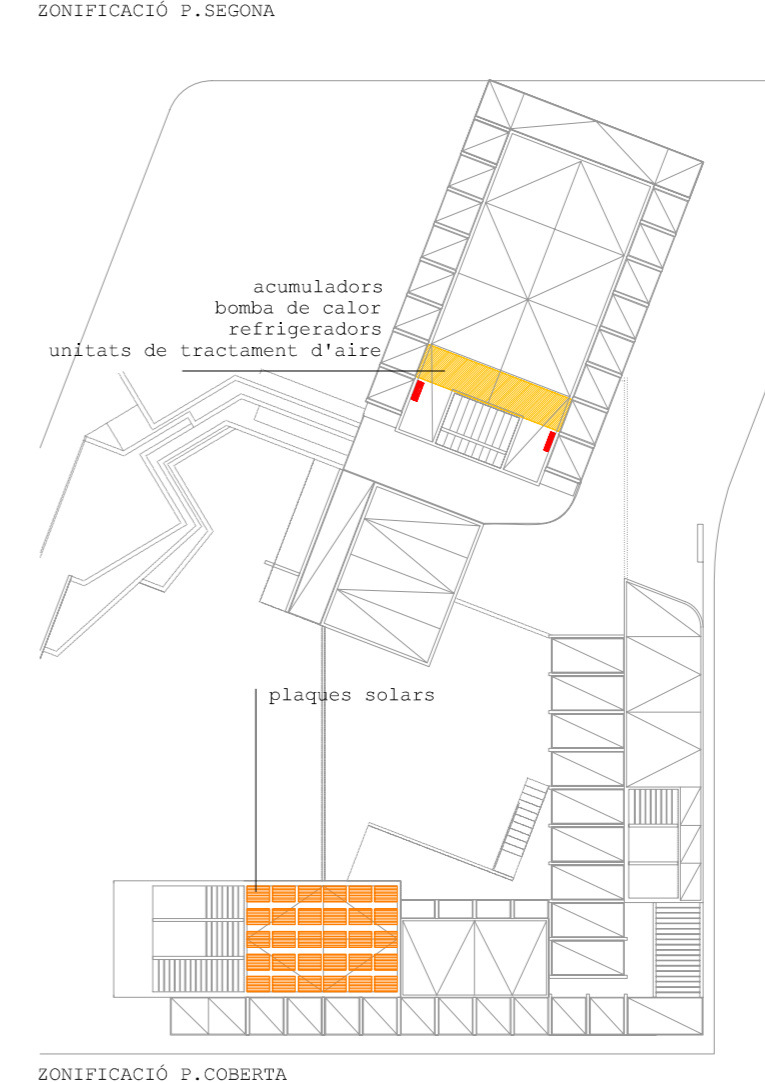 ZONIFICACIÓ P.SEGONA
acumuladors
bomba de calor
refrigeradors
unitats de tractament d'aire
plaques solars
ZONIFICACIÓ P.COBERTA